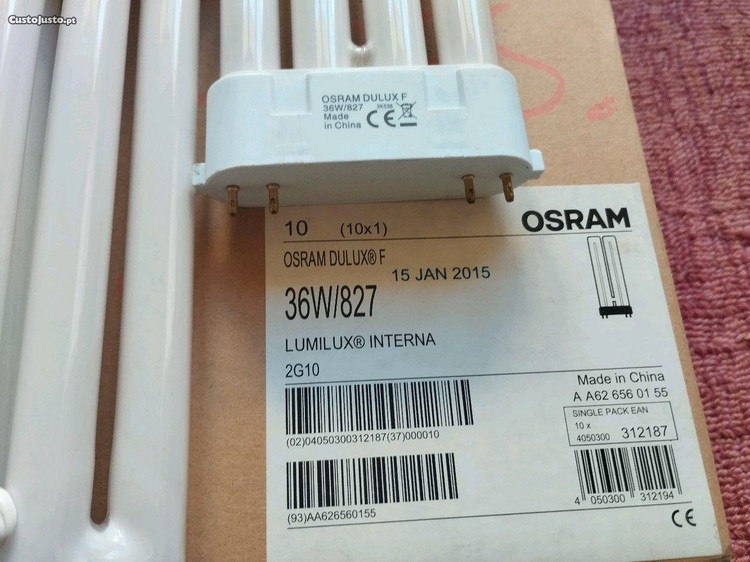 CustoJusto.pt
OSRAM DULUX F
36W/827
Made
in China
CE
10 (10x1)
OSRAM
OSRAM DULUX® F
15 JAN 2015
36W/827
LUMILUX® INTERNA
2G10
Made in China
A A62 656 01 55
SINGLE PACK EAN
10 x
4050300 312187
(02)04050300312187(37)000010
(93)AA626560155
4 050300 312194
CE